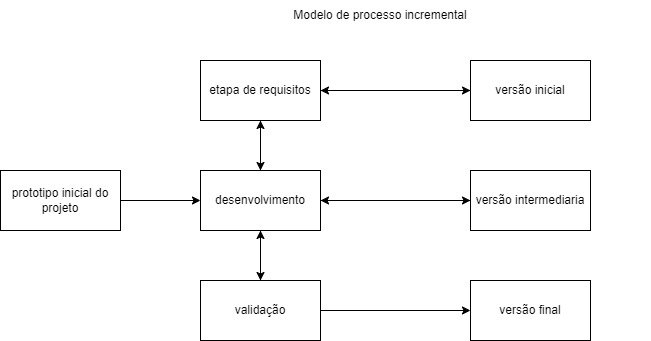 Modelo de processo incremental
etapa de requisitos
versão inicial
prototipo inicial do
projeto
desenvolvimento
versão intermediaria
validação
versão final